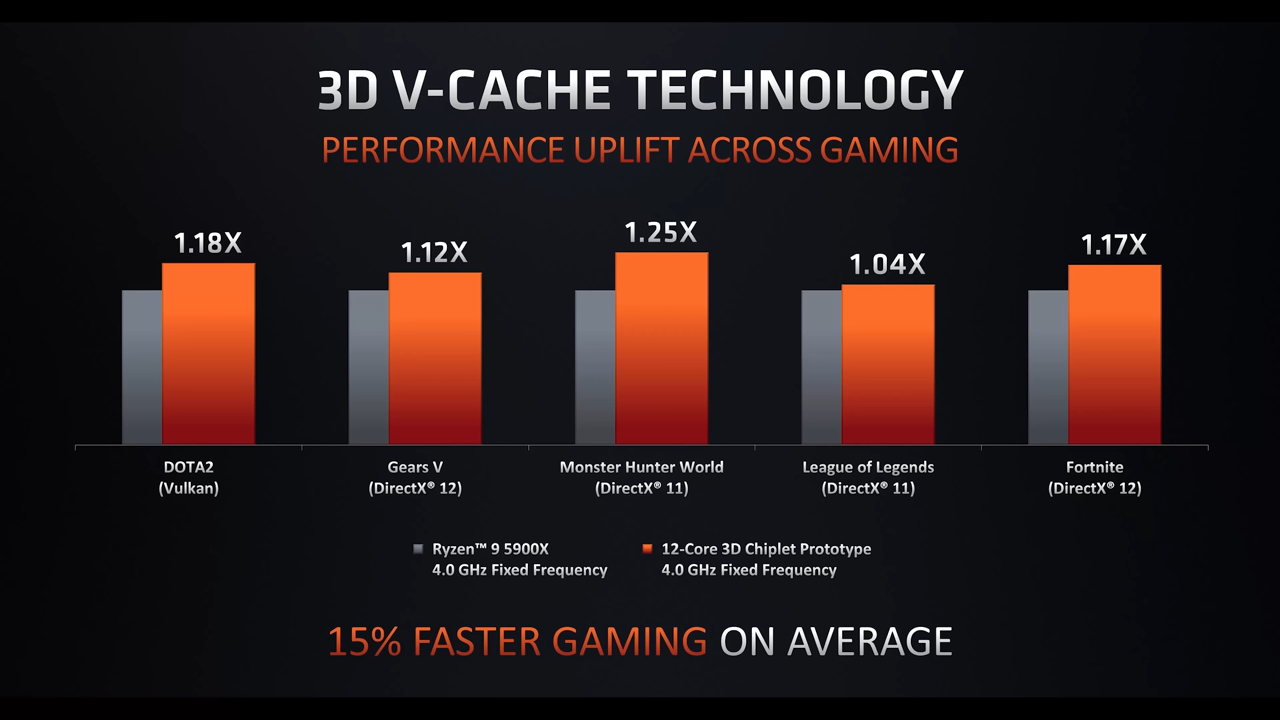 3D V-CACHE TECHNOLOGY
PERFORMANCE UPLIFT ACROSS GAMING
1.18X
1.12X
1.25X
1.04X
1.17X
DOTA2
(Vulkan)
Gears V
(DirectX® 12)
Monster Hunter World
(DirectX® 11)
League of Legends
(DirectX® 11)
Fortnite
(DirectX® 12)
Ryzen™ 9 5900X
4.0 GHz Fixed Frequency
12-Core 3D Chiplet Prototype
4.0 GHz Fixed Frequency
15% FASTER GAMING ON AVERAGE